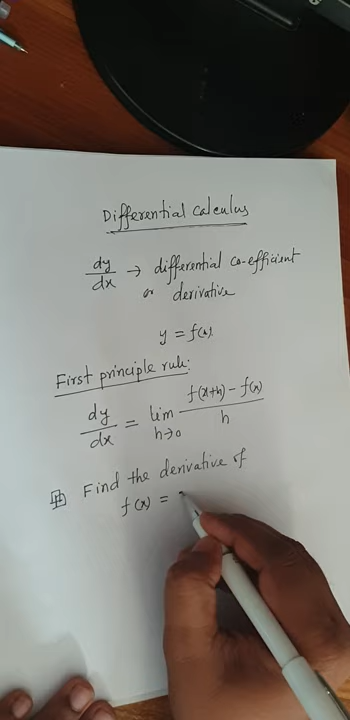 Differential Calculus
dy/dx → differential co-efficient
or derivative
y = f(x).
First principle rule:
dy/dx = lim h→0 f(x+h) - f(x) / h
Find the derivative of
f(x) =